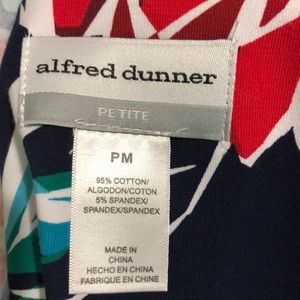 alfred dunner
PETITE
PM
95% COTTON/
ALGODON/COTON
5% SPANDEX/
SPANDEX/SPANDEX
MADE IN
CHINA
HECHO EN CHINA
FABRIQUE EN CHINE